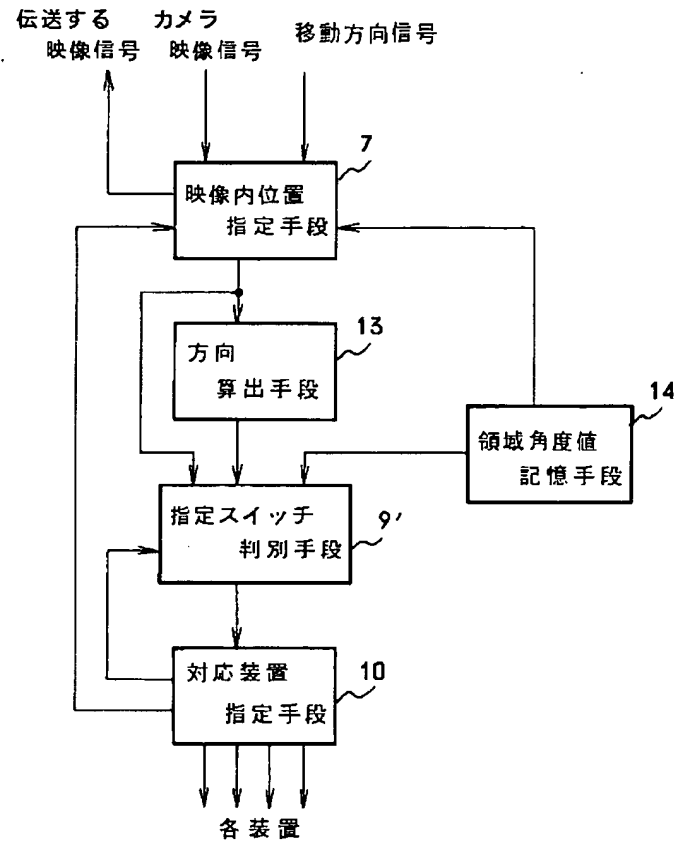 伝送する
映像信号
カメラ
映像信号
移動方向信号
7
映像内位置
指定手段
13
方向
算出手段
14
領域角度値
記憶手段
指定スイッチ
判別手段
9'
対応装置
指定手段
10
各装置